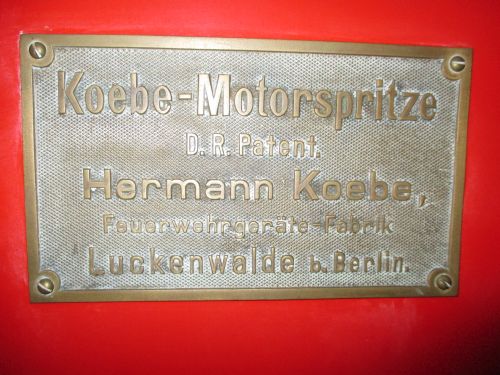 Koebe-Motorspritze
D. R. Patent.
Hermann Koebe,
Feuerwehrgeräte-Fabrik
Luckenwalde b. Berlin.